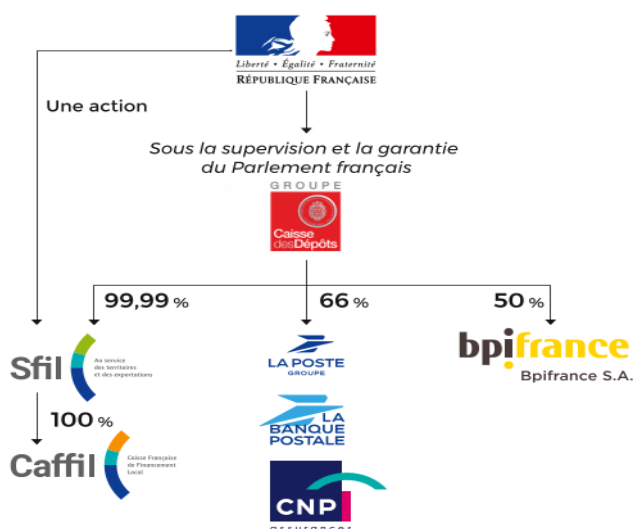 Liberté • Égalité • Fraternité
RÉPUBLIQUE FRANÇAISE
Une action
Sous la supervision et la garantie
du Parlement français
GROUPE
Caisse
des Dépôts
99,99 %
66 %
50 %
Sfil
Au service
des territoires
et des exportations
LA POSTE
GROUPE
bpifrance
Bpifrance S.A.
100 %
LA
BANQUE
POSTALE
Caffil
Caisse Française
de Financement
Local
CNP